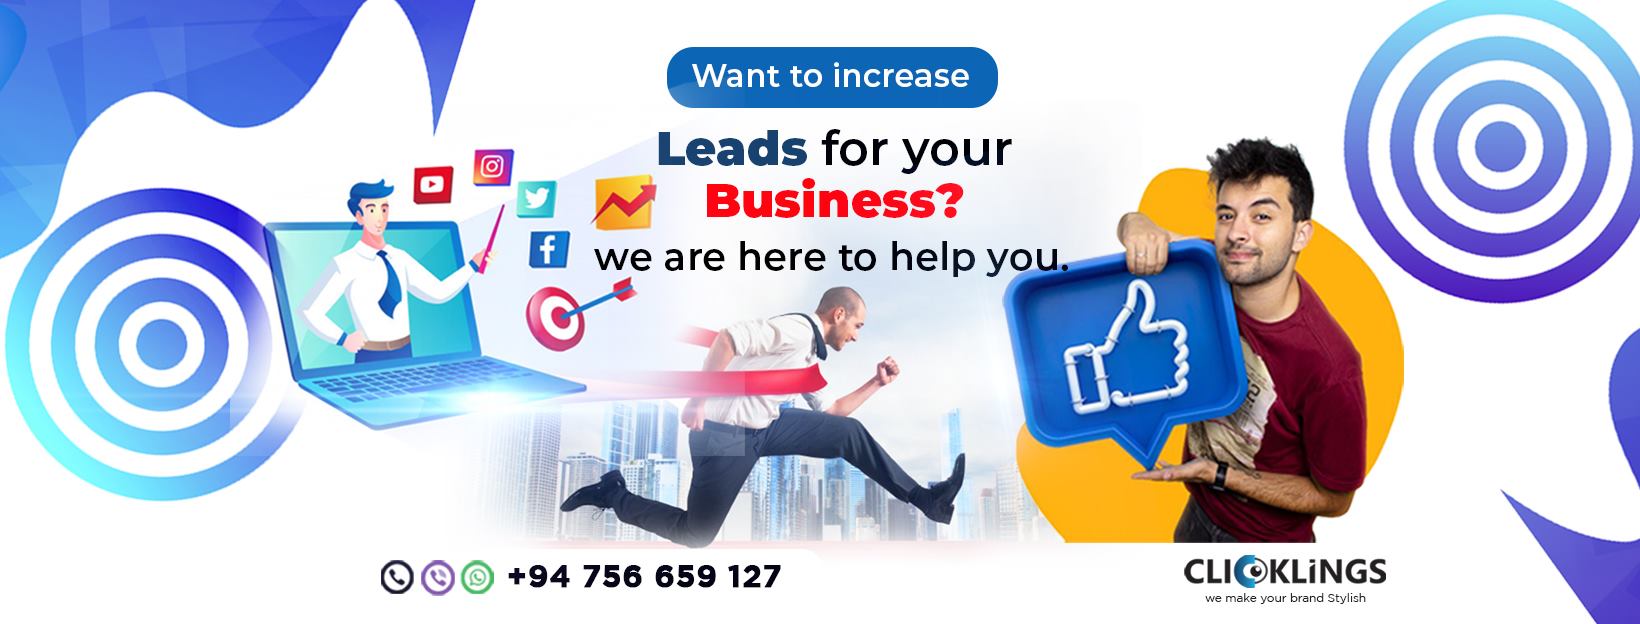 Want to increase
Leads for your
Business?
we are here to help you.
+94 756 659 127
CLICKLiNGS
we make your brand Stylish